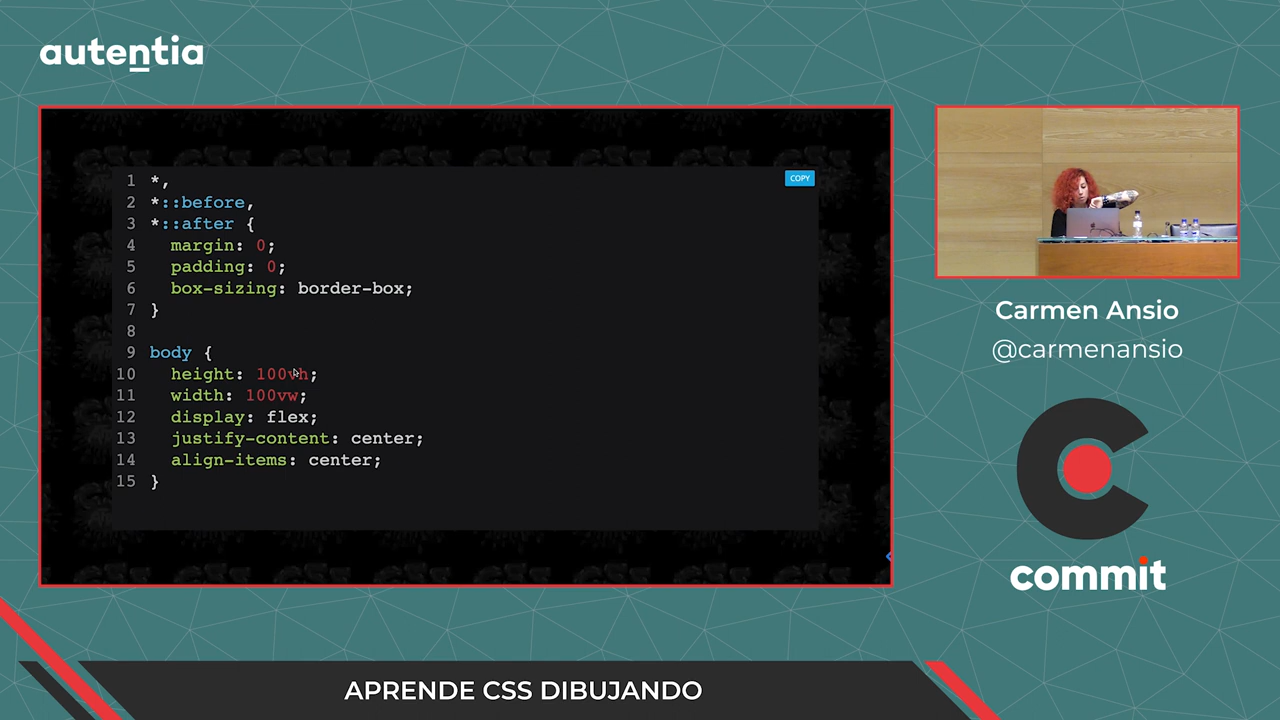 autentia
COPY
1 *,
2 *::before,
3 *::after {
4 margin: 0;
5 padding: 0;
6 box-sizing: border-box;
7 }
8
9 body {
10 height: 100vh;
11 width: 100vw;
12 display: flex;
13 justify-content: center;
14 align-items: center;
15 }
Carmen Ansio
@carmenansio
commit
APRENDE CSS DIBUJANDO